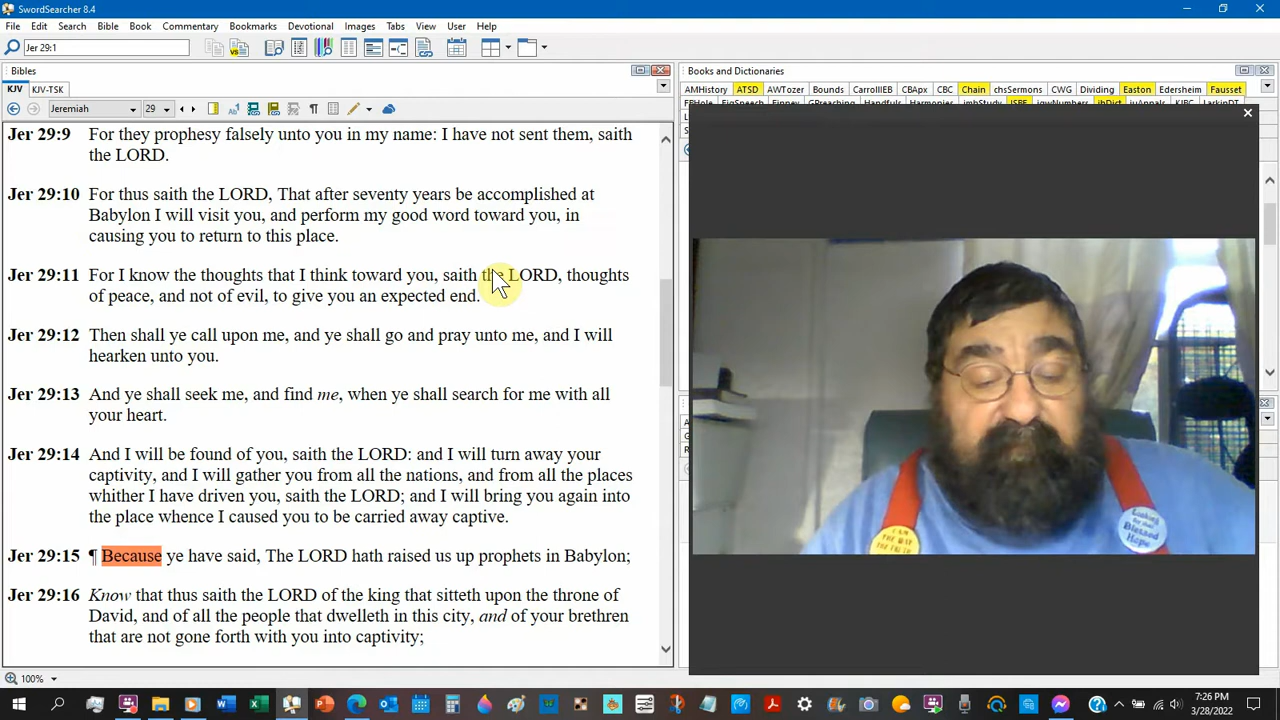 SwordSearcher 8.4
File Edit Search Bible Book Commentary Bookmarks Devotional Images Tabs View User Help
Jer 29:1
Bibles
KJV KJV-TSK
Jeremiah 29
Jer 29:9 For they prophesy falsely unto you in my name: I have not sent them, saith
the LORD.
Jer 29:10 For thus saith the LORD, That after seventy years be accomplished at
Babylon I will visit you, and perform my good word toward you, in
causing you to return to this place.
Jer 29:11 For I know the thoughts that I think toward you, saith the LORD, thoughts
of peace, and not of evil, to give you an expected end.
Jer 29:12 Then shall ye call upon me, and ye shall go and pray unto me, and I will
hearken unto you.
Jer 29:13 And ye shall seek me, and find me, when ye shall search for me with all
your heart.
Jer 29:14 And I will be found of you, saith the LORD: and I will turn away your
captivity, and I will gather you from all the nations, and from all the places
whither I have driven you, saith the LORD; and I will bring you again into
the place whence I caused you to be carried away captive.
Jer 29:15 ¶ Because ye have said, The LORD hath raised us up prophets in Babylon;
Jer 29:16 Know that thus saith the LORD of the king that sitteth upon the throne of
David, and of all the people that dwelleth in this city, and of your brethren
that are not gone forth with you into captivity;
100%
Books and Dictionaries
AMHistory ATSD AWTozer Bounds CarrollIEB CBApx CBC Chain chsSermons CWG Dividing Easton Edersheim Fausset
Looking
for that
Blessed
Hope
7:26 PM
3/28/2022